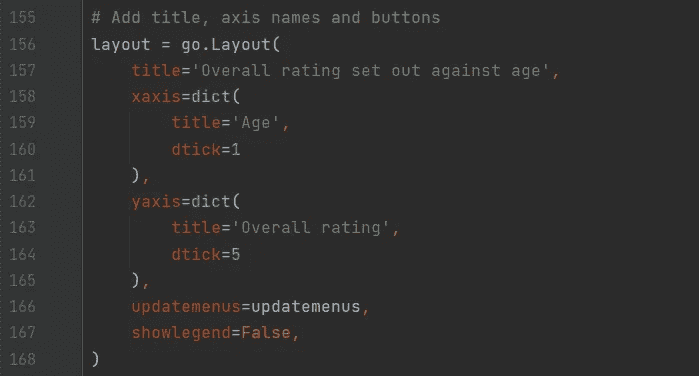 155 # Add title, axis names and buttons
156 layout = go.Layout(
157     title='Overall rating set out against age',
158     xaxis=dict(
159         title='Age',
160         dtick=1
161     ),
162     yaxis=dict(
163         title='Overall rating',
164         dtick=5
165     ),
166     updatemenus=updatemenus,
167     showlegend=False,
168 )